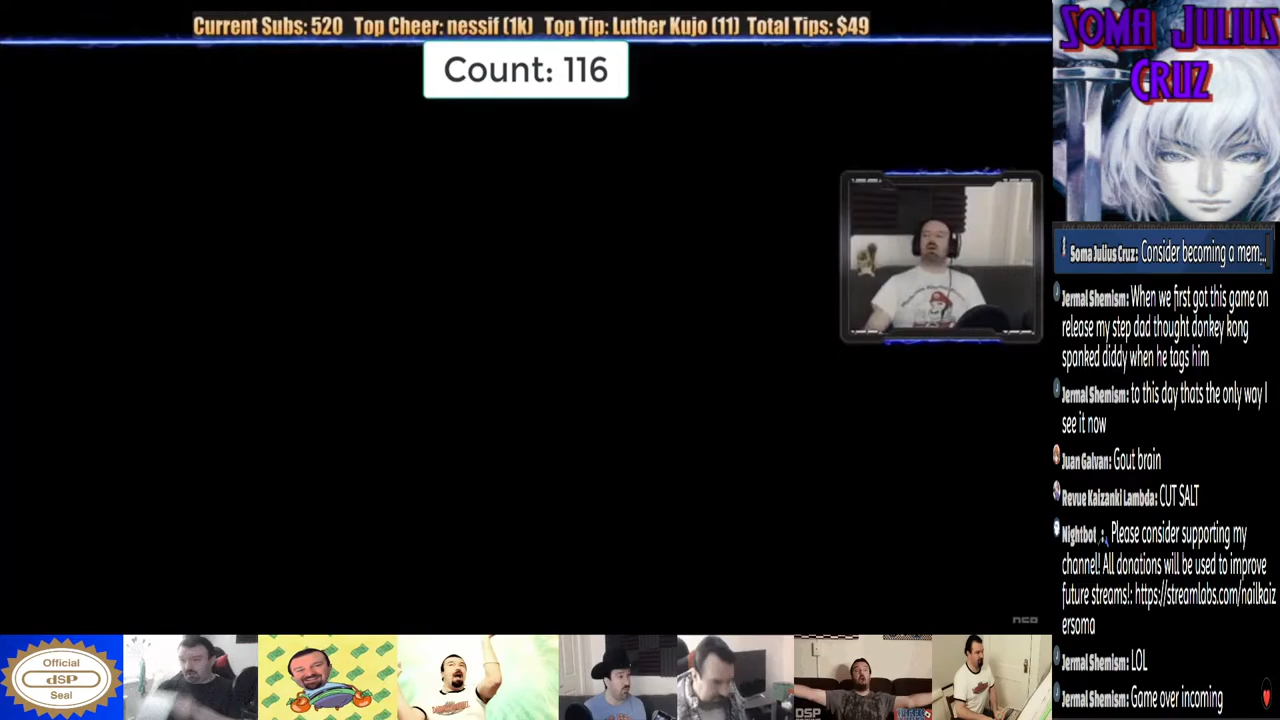 Current Subs: 520 Top Cheer: nessif (1k) Top Tip: Luther Kujo (11) Total Tips: $49
Count: 116
SOMA JULIUS
CRUZ
Soma Julius Cruz: Consider becoming a mem...
Jermal Shemism: When we first got this game on
release my step dad thought donkey kong
spanked diddy when he tags him
Jermal Shemism: to this day thats the only way I
see it now
Juan Galvan: Gout brain
Revue Kaizanki Lambda: CUT SALT
Nightbot : Please consider supporting my
channel! All donations will be used to improve
future streams!: https://streamlabs.com/nailkaiz
ersoma
Jermal Shemism: LOL
Jermal Shemism: Game over incoming
Official
dSP
Seal
DSP